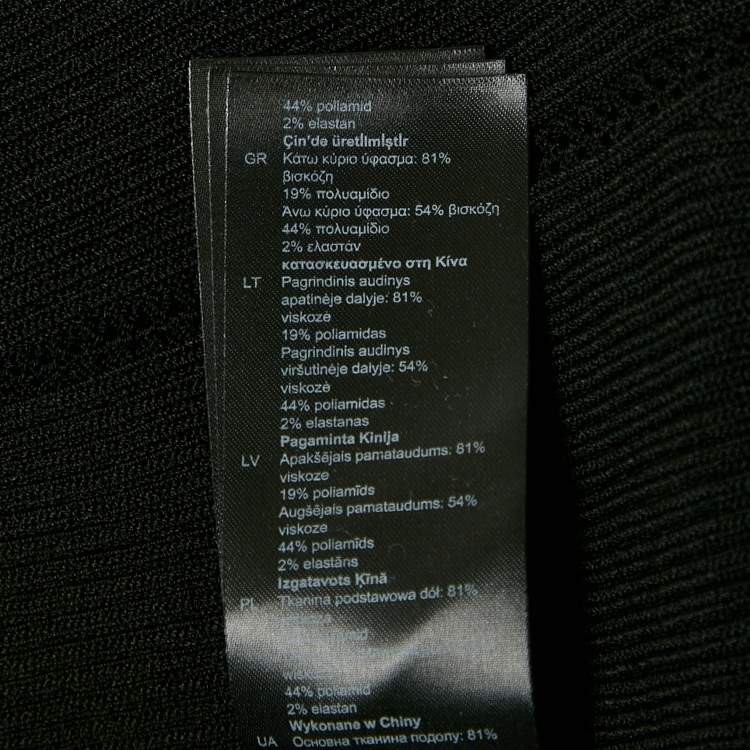 44% poliamid
2% elastan
Çin'de üretİlmİştİr
GR Κάτω κύριο ύφασμα: 81%
βισκόζη
19% πολυαμίδιο
Άνω κύριο ύφασμα: 54% βισκόζη
44% πολυαμίδιο
2% ελαστάν
κατασκευασμένο στη Κίνα
LT Pagrindinis audinys
apatinėje dalyje: 81%
viskozė
19% poliamidas
Pagrindinis audinys
viršutinėje dalyje: 54%
viskozė
44% poliamidas
2% elastanas
Pagaminta Kinija
LV Apakšējais pamataudums: 81%
viskoze
19% poliamīds
Augšējais pamataudums: 54%
viskoze
44% poliamīds
2% elastāns
Izgatavots Ķīnā
PL Tkanina podstawowa dół: 81%
44% poliamid
2% elastan
Wykonane w Chiny
UA Основна тканина подолу: 81%